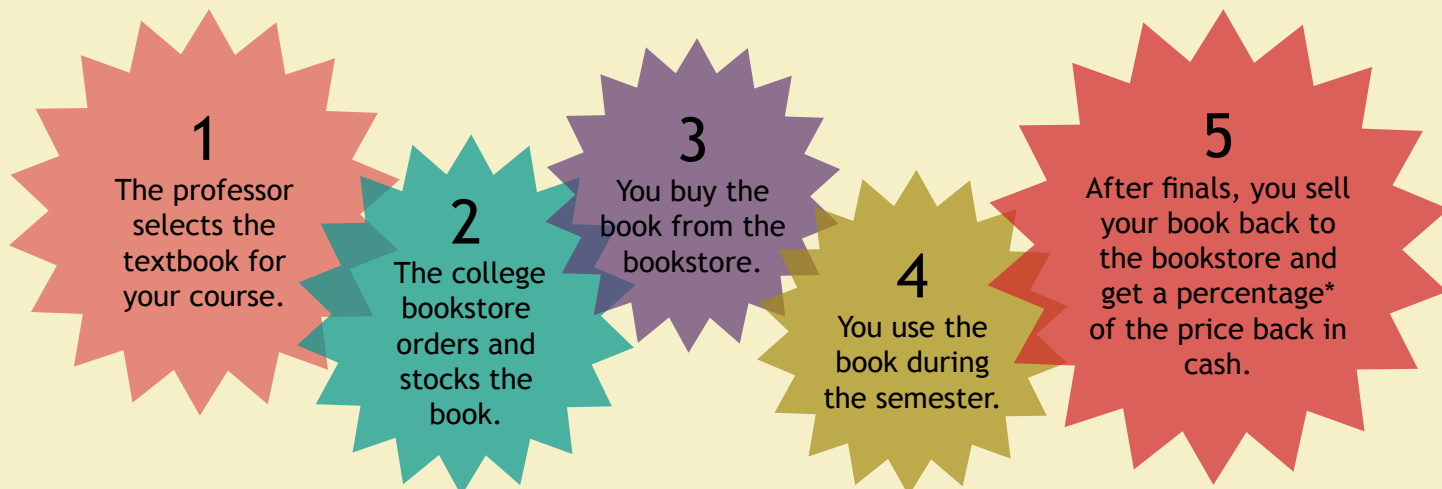 1
The professor
selects the
textbook for
your course.
2
The college
bookstore
orders and
stocks the
book.
3
You buy the
book from the
bookstore.
4
You use the
book during
the semester.
5
After finals, you sell
your book back to
the bookstore and
get a percentage*
of the price back in
cash.